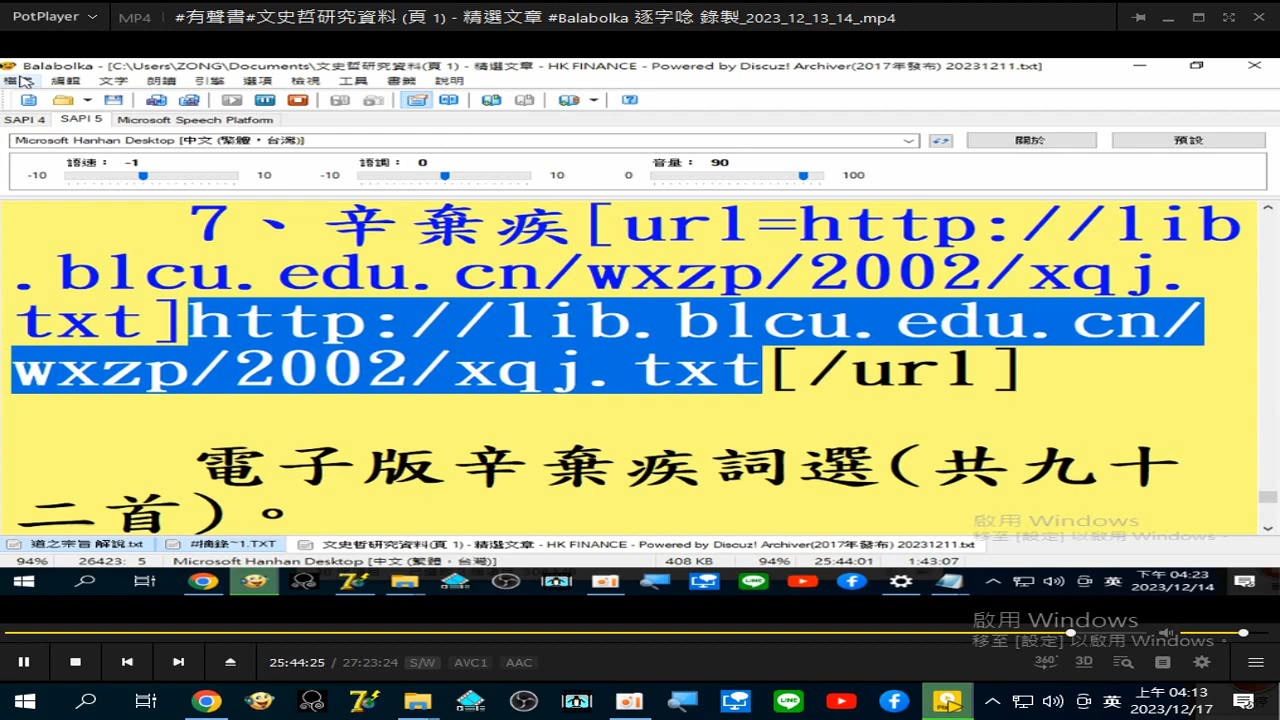 PotPlayer
MP4
#有聲書#文史哲研究資料 (頁 1) - 精選文章 #Balabolka 逐字唸 錄製_2023_12_13_14_.mp4
Balabolka - [C:\Users\ZONG\Documents\文史哲研究資料(頁 1) - 精選文章 - HK FINANCE - Powered by Discuz! Archiver(2017年發布) 20231211.txt]
檔案 編輯 文字 朗讀 引擎 選項 檢視 工具 書籤 說明
SAPI 4 SAPI 5 Microsoft Speech Platform
Microsoft Hanhan Desktop [中文 (繁體，台灣)]
關於 預設
語速： -1 語調： 0 音量： 90
-10 10 -10 10 0 100
7、辛棄疾[url=http://lib
.blcu.edu.cn/wxzp/2002/xqj.
txt]http://lib.blcu.edu.cn/
wxzp/2002/xqj.txt[/url]
電子版辛棄疾詞選(共九十
二首)。
啟用 Windows
移至 [設定] 以啟用 Windows。
道之宗旨 解說.txt #摘錄~1.TXT 文史哲研究資料(頁 1) - 精選文章 - HK FINANCE - Powered by Discuz! Archiver(2017年發布) 20231211.txt
94% 26423: 5 Microsoft Hanhan Desktop [中文 (繁體，台灣)] 408 KB 94% 25:44:01 1:43:07
英 下午 04:23
2023/12/14
啟用 Windows
移至 [設定] 以啟用 Windows。
25:44:25 / 27:23:24 S/W AVC1 AAC
360° 3D
英 上午 04:13
2023/12/17